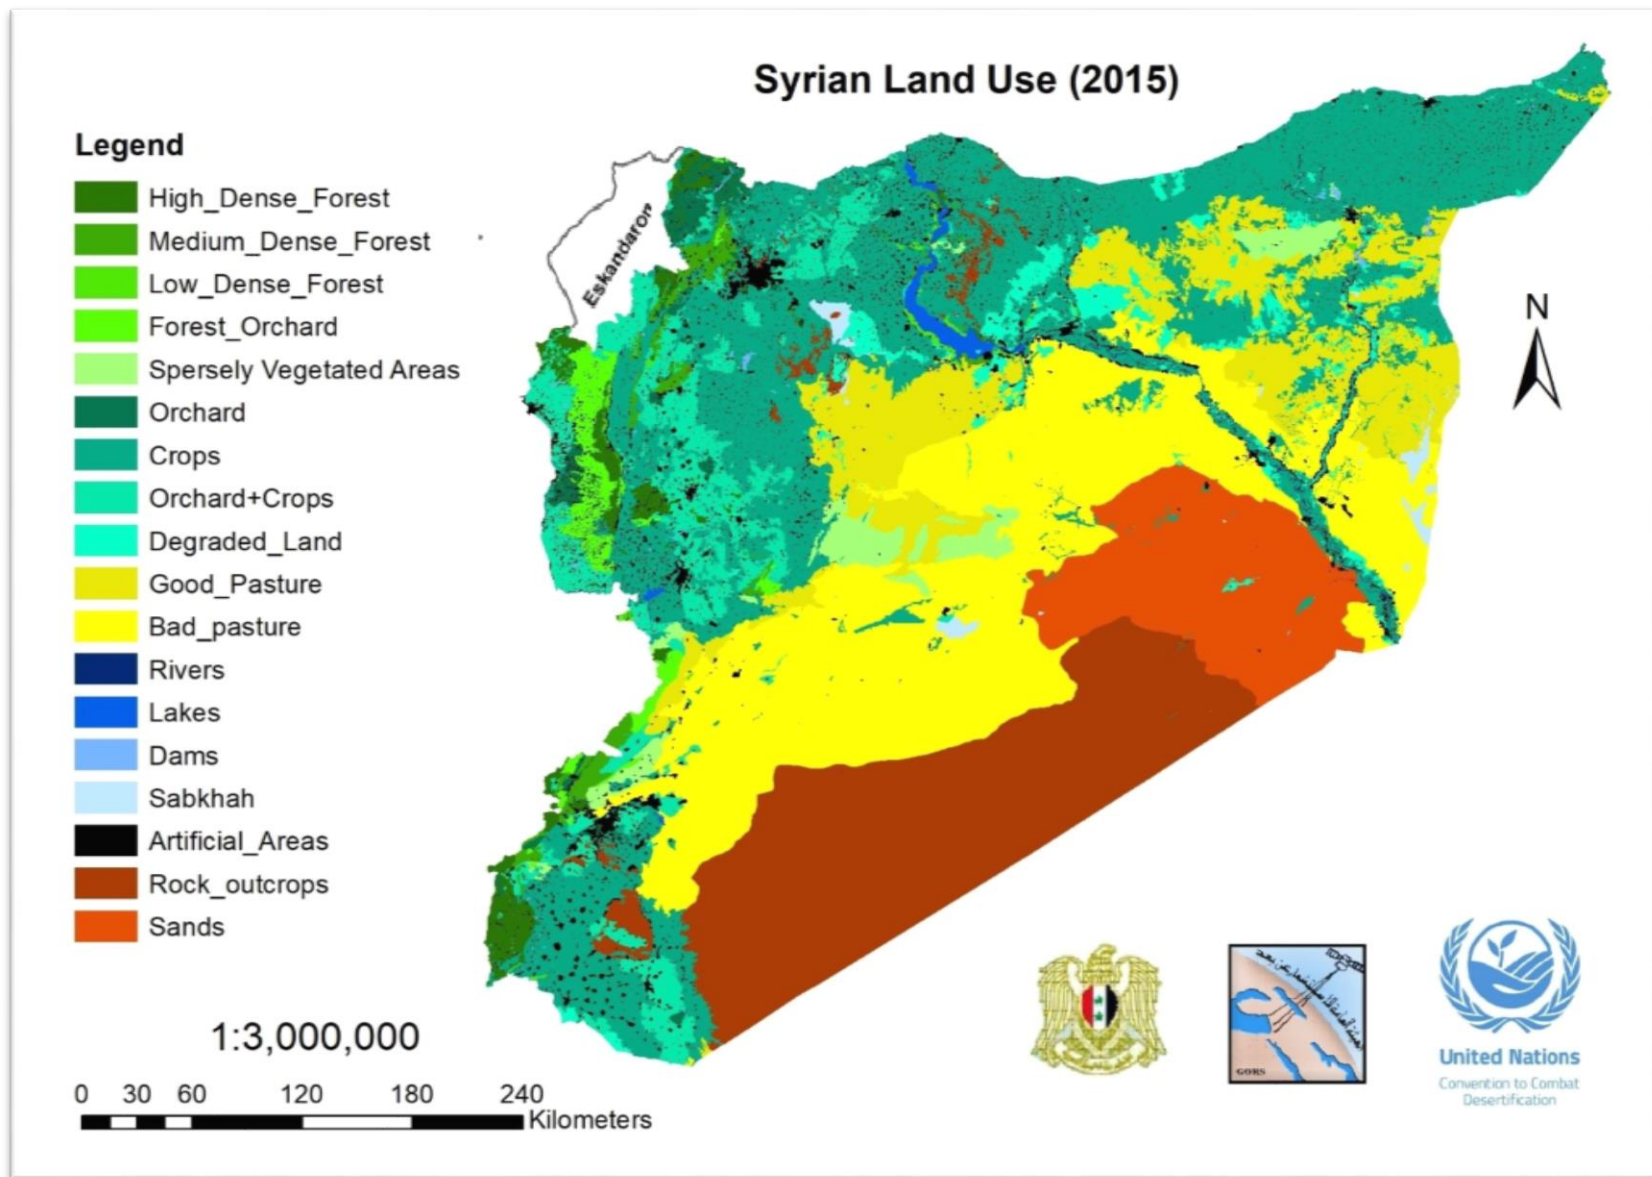 Syrian Land Use (2015)
Legend
High_Dense_Forest
Medium_Dense_Forest
Low_Dense_Forest
Forest_Orchard
Spersely Vegetated Areas
Orchard
Crops
Orchard+Crops
Degraded_Land
Good_Pasture
Bad_pasture
Rivers
Lakes
Dams
Sabkhah
Artificial_Areas
Rock_outcrops
Sands
Eskandaron
N
1:3,000,000
0 30 60 120 180 240
Kilometers
GORS
United Nations
Convention to Combat
Desertification